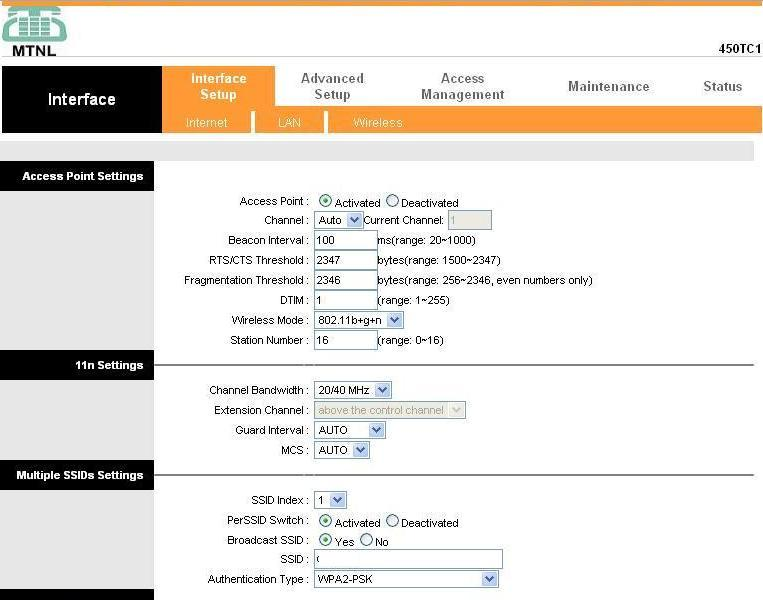 MTNL
450TC1
Interface
Interface Setup
Advanced Setup
Access Management
Maintenance
Status
Internet
LAN
Wireless
Access Point Settings
Access Point : Activated Deactivated
Channel : Auto Current Channel: 1
Beacon Interval : 100 ms(range: 20~1000)
RTS/CTS Threshold : 2347 bytes(range: 1500~2347)
Fragmentation Threshold : 2346 bytes(range: 256~2346, even numbers only)
DTIM : 1 (range: 1~255)
Wireless Mode : 802.11b+g+n
Station Number : 16 (range: 0~16)
11n Settings
Channel Bandwidth : 20/40 MHz
Extension Channel : above the control channel
Guard Interval : AUTO
MCS : AUTO
Multiple SSIDs Settings
SSID Index : 1
PerSSID Switch : Activated Deactivated
Broadcast SSID : Yes No
SSID :
Authentication Type : WPA2-PSK